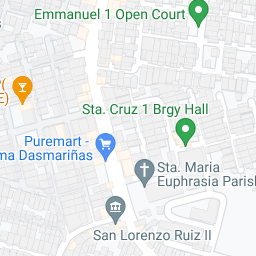 Emmanuel 1 Open Court
P(
E)
Sta. Cruz 1 Brgy Hall
Puremart -
ma Dasmariñas
Sta. Maria
Euphrasia Parish
San Lorenzo Ruiz II